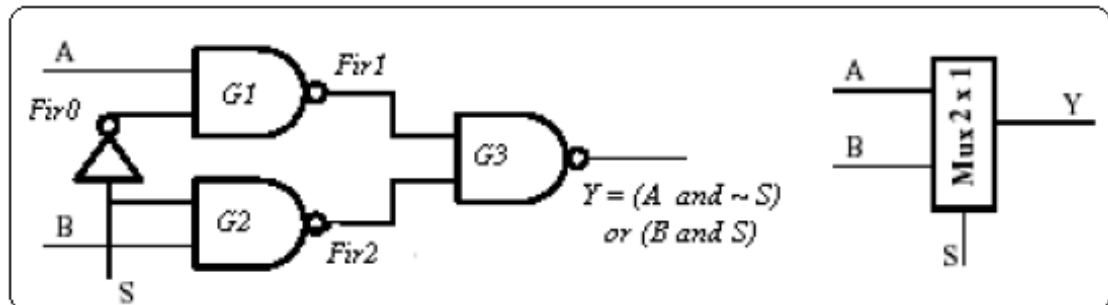 A
Fir0
G1
Fir1
G3
B
G2
Fir2
S
Y = (A and ~ S)
or (B and S)
A
B
Mux 2 x 1
Y
S